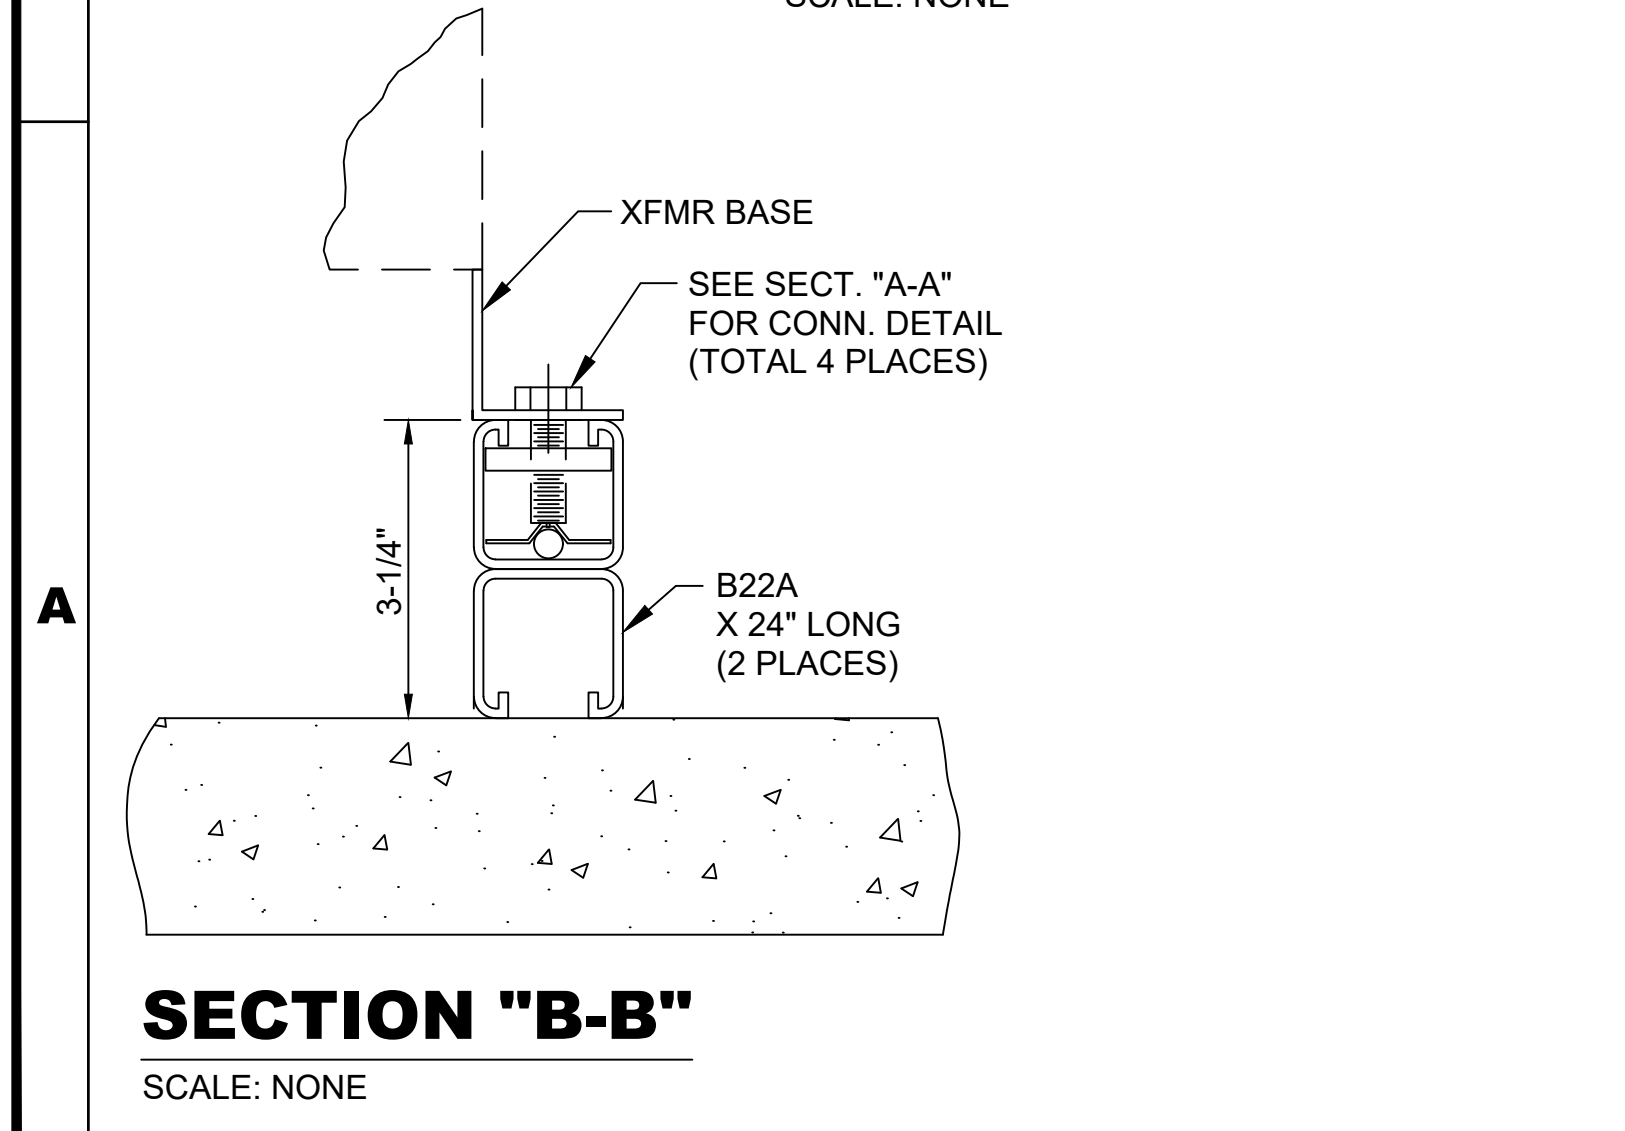 SCALE: NONE
XFMR BASE
SEE SECT. "A-A"
FOR CONN. DETAIL
(TOTAL 4 PLACES)
3-1/4"
B22A
X 24" LONG
(2 PLACES)
A
SECTION "B-B"
SCALE: NONE